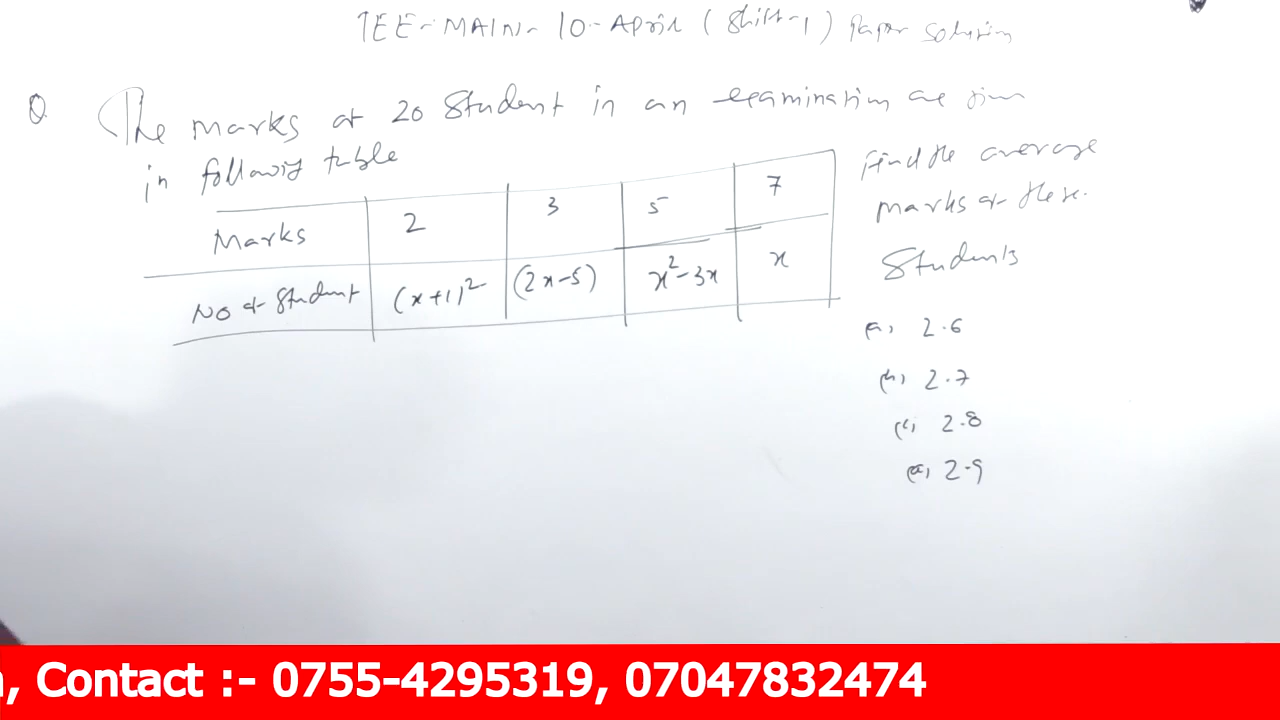 JEE-MAIN-10-April (Shift-1) Paper Solution
Q The marks of 20 Student in an examination are
in following table
Find the average
marks of these
Students
Marks 2 3 5 7
No of Student (x+1)² (2x-5) x²-3x x
(a) 2.6
(b) 2.7
(c) 2.8
(d) 2.9
, Contact :- 0755-4295319, 07047832474